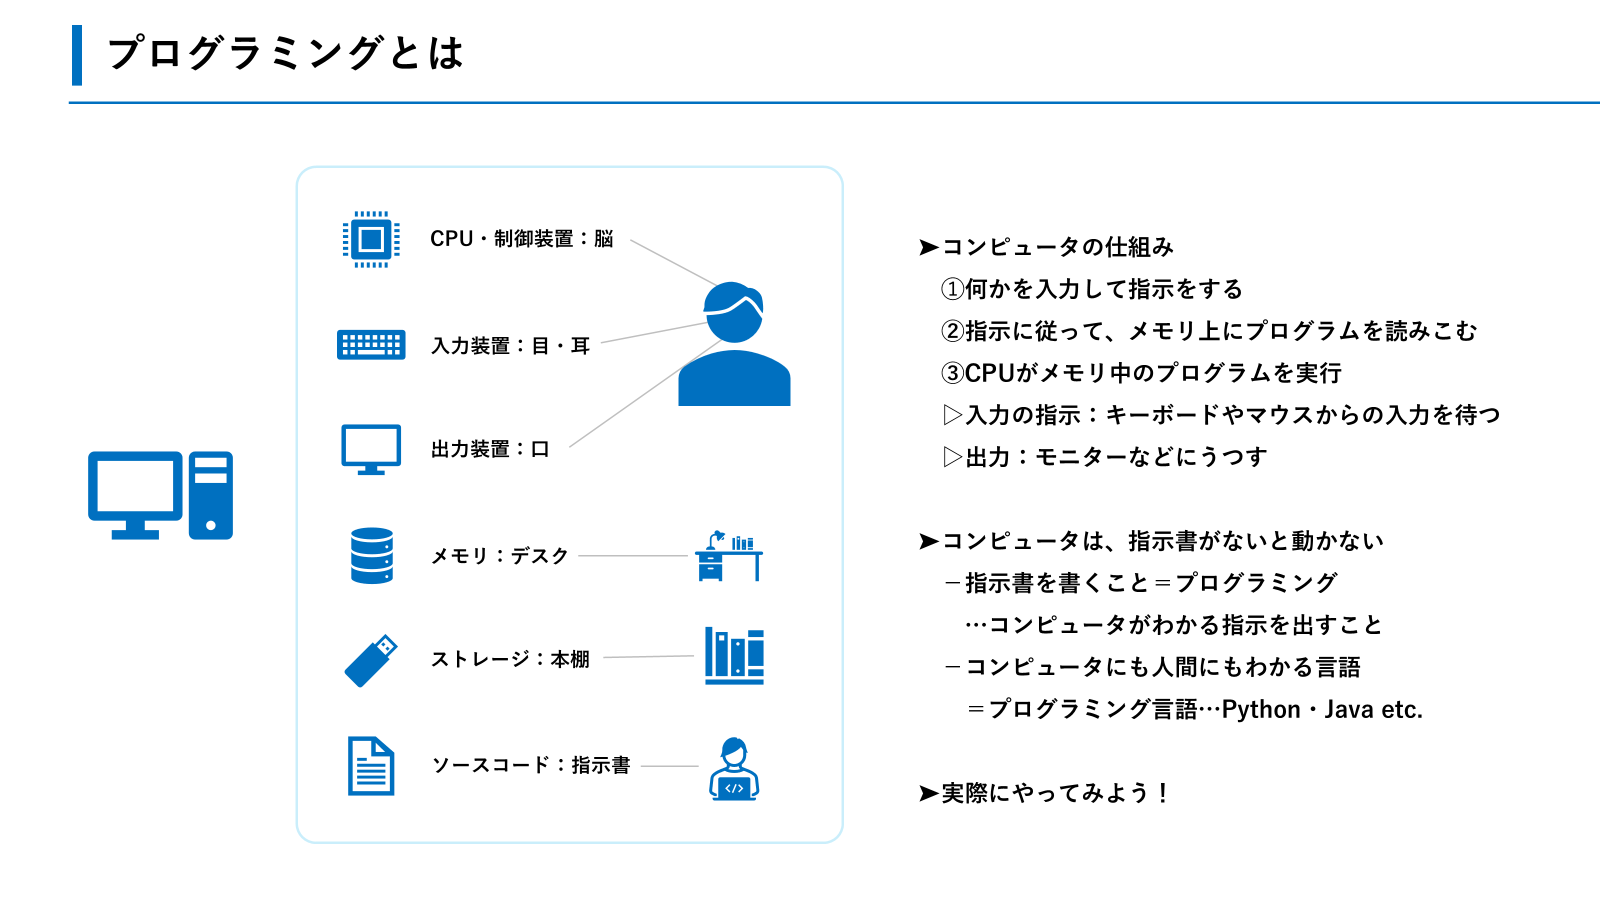 プログラミングとは
CPU・制御装置：脳
入力装置：目・耳
出力装置：口
メモリ：デスク
ストレージ：本棚
ソースコード：指示書
➤コンピュータの仕組み
①何かを入力して指示をする
②指示に従って、メモリ上にプログラムを読みこむ
③CPUがメモリ中のプログラムを実行
▷入力の指示：キーボードやマウスからの入力を待つ
▷出力：モニターなどにうつす
➤コンピュータは、指示書がないと動かない
－指示書を書くこと＝プログラミング
…コンピュータがわかる指示を出すこと
－コンピュータにも人間にもわかる言語
＝プログラミング言語…Python・Java etc.
➤実際にやってみよう！